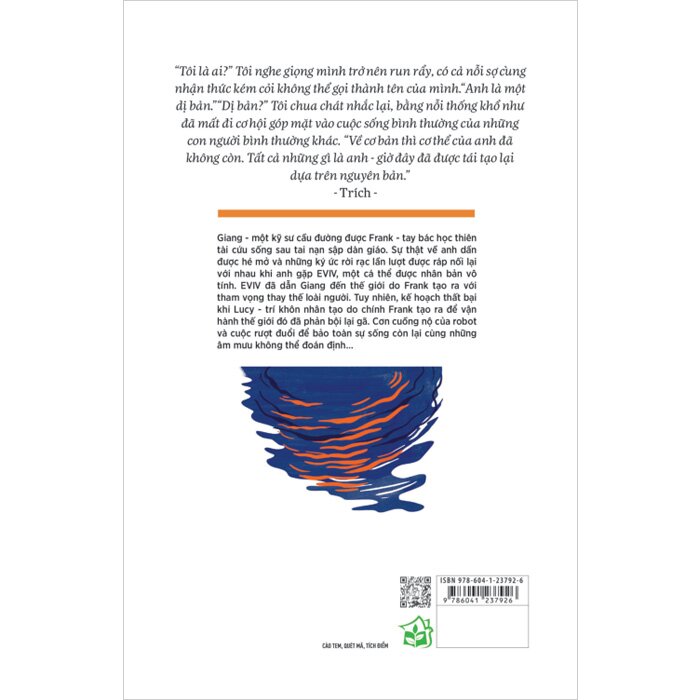 “Tôi là ai?” Tôi nghe giọng mình trở nên run rẩy, có cả nỗi sợ cùng
nhận thức kém cỏi không thể gọi thành tên của mình.“Anh là một
dị bản.”“Dị bản?” Tôi chua chát nhắc lại, bằng nỗi thống khổ như
đã mất đi cơ hội góp mặt vào cuộc sống bình thường của những
con người bình thường khác. “Về cơ bản thì cơ thể của anh đã
không còn. Tất cả những gì là anh - giờ đây đã được tái tạo lại
dựa trên nguyên bản.”
- Trích -
Giang - một kỹ sư cầu đường được Frank - tay bác học thiên
tài cứu sống sau tai nạn sập dàn giáo. Sự thật về anh dần
được hé mở và những ký ức rời rạc lần lượt được ráp nối lại
với nhau khi anh gặp EVIV, một cá thể được nhân bản vô
tính. EVIV đã dẫn Giang đến thế giới do Frank tạo ra với
tham vọng thay thế loài người. Tuy nhiên, kế hoạch thất bại
khi Lucy - trí khôn nhân tạo do chính Frank tạo ra để vận
hành thế giới đó đã phản bội lại gã. Cơn cuồng nộ của robot
và cuộc rượt đuổi để bảo toàn sự sống còn lại cùng những
âm mưu không thể đoán định...
ISBN 978-604-1-23792-6
9 786041 237926
CÀO TEM, QUÉT MÃ, TÍCH ĐIỂM